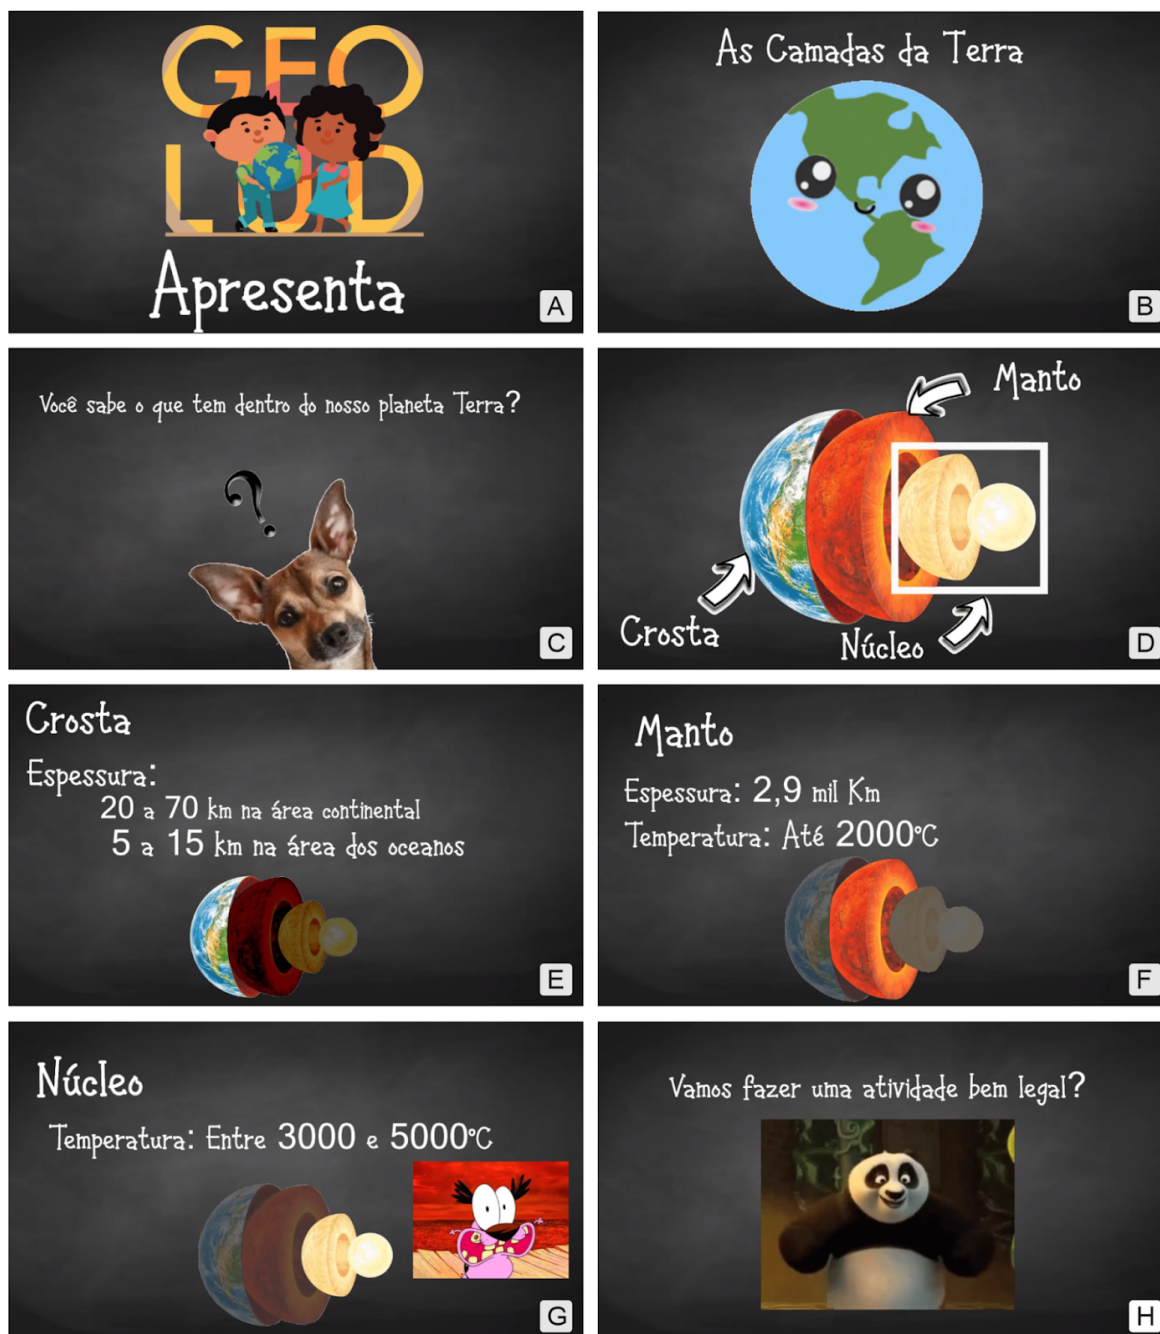 GEO
LUD
Apresenta
A
As Camadas da Terra
B
Você sabe o que tem dentro do nosso planeta Terra?
?
C
Manto
Crosta
Núcleo
D
Crosta
Espessura:
20 a 70 km na área continental
5 a 15 km na área dos oceanos
E
Manto
Espessura: 2,9 mil Km
Temperatura: Até 2000ºC
F
Núcleo
Temperatura: Entre 3000 e 5000ºC
G
Vamos fazer uma atividade bem legal?
H